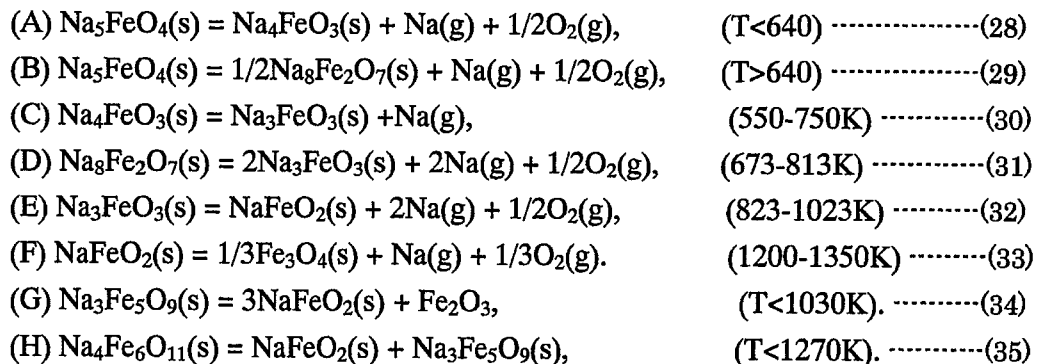 (A) Na₅FeO₄(s) = Na₄FeO₃(s) + Na(g) + 1/2O₂(g), (T<640) ------------------(28)
(B) Na₅FeO₄(s) = 1/2Na₈Fe₂O₇(s) + Na(g) + 1/2O₂(g), (T>640) -----------------(29)
(C) Na₄FeO₃(s) = Na₃FeO₃(s) +Na(g), (550-750K) -----------(30)
(D) Na₈Fe₂O₇(s) = 2Na₃FeO₃(s) + 2Na(g) + 1/2O₂(g), (673-813K) -------------(31)
(E) Na₃FeO₃(s) = NaFeO₂(s) + 2Na(g) + 1/2O₂(g), (823-1023K) ----------(32)
(F) NaFeO₂(s) = 1/3Fe₃O₄(s) + Na(g) + 1/3O₂(g). (1200-1350K) ---------(33)
(G) Na₃Fe₅O₉(s) = 3NaFeO₂(s) + Fe₂O₃, (T<1030K). ----------(34)
(H) Na₄Fe₆O₁₁(s) = NaFeO₂(s) + Na₃Fe₅O₉(s), (T<1270K). ----------(35)